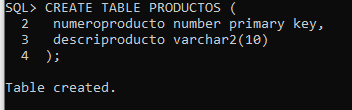 SQL> CREATE TABLE PRODUCTOS (
2 numeroproducto number primary key,
3 descriproducto varchar2(10)
4 );
Table created.